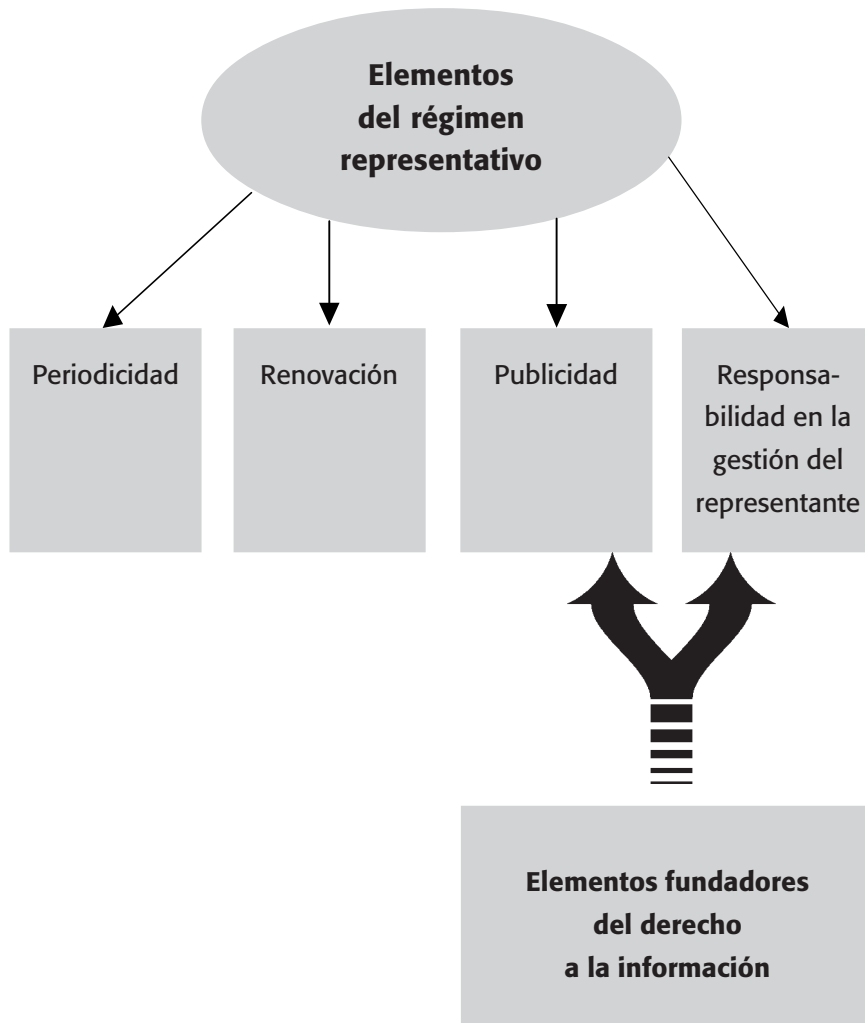 Elementos
del régimen
representativo
Periodicidad
Renovación
Publicidad
Responsa-
bilidad en la
gestión del
representante
Elementos fundadores
del derecho
a la información